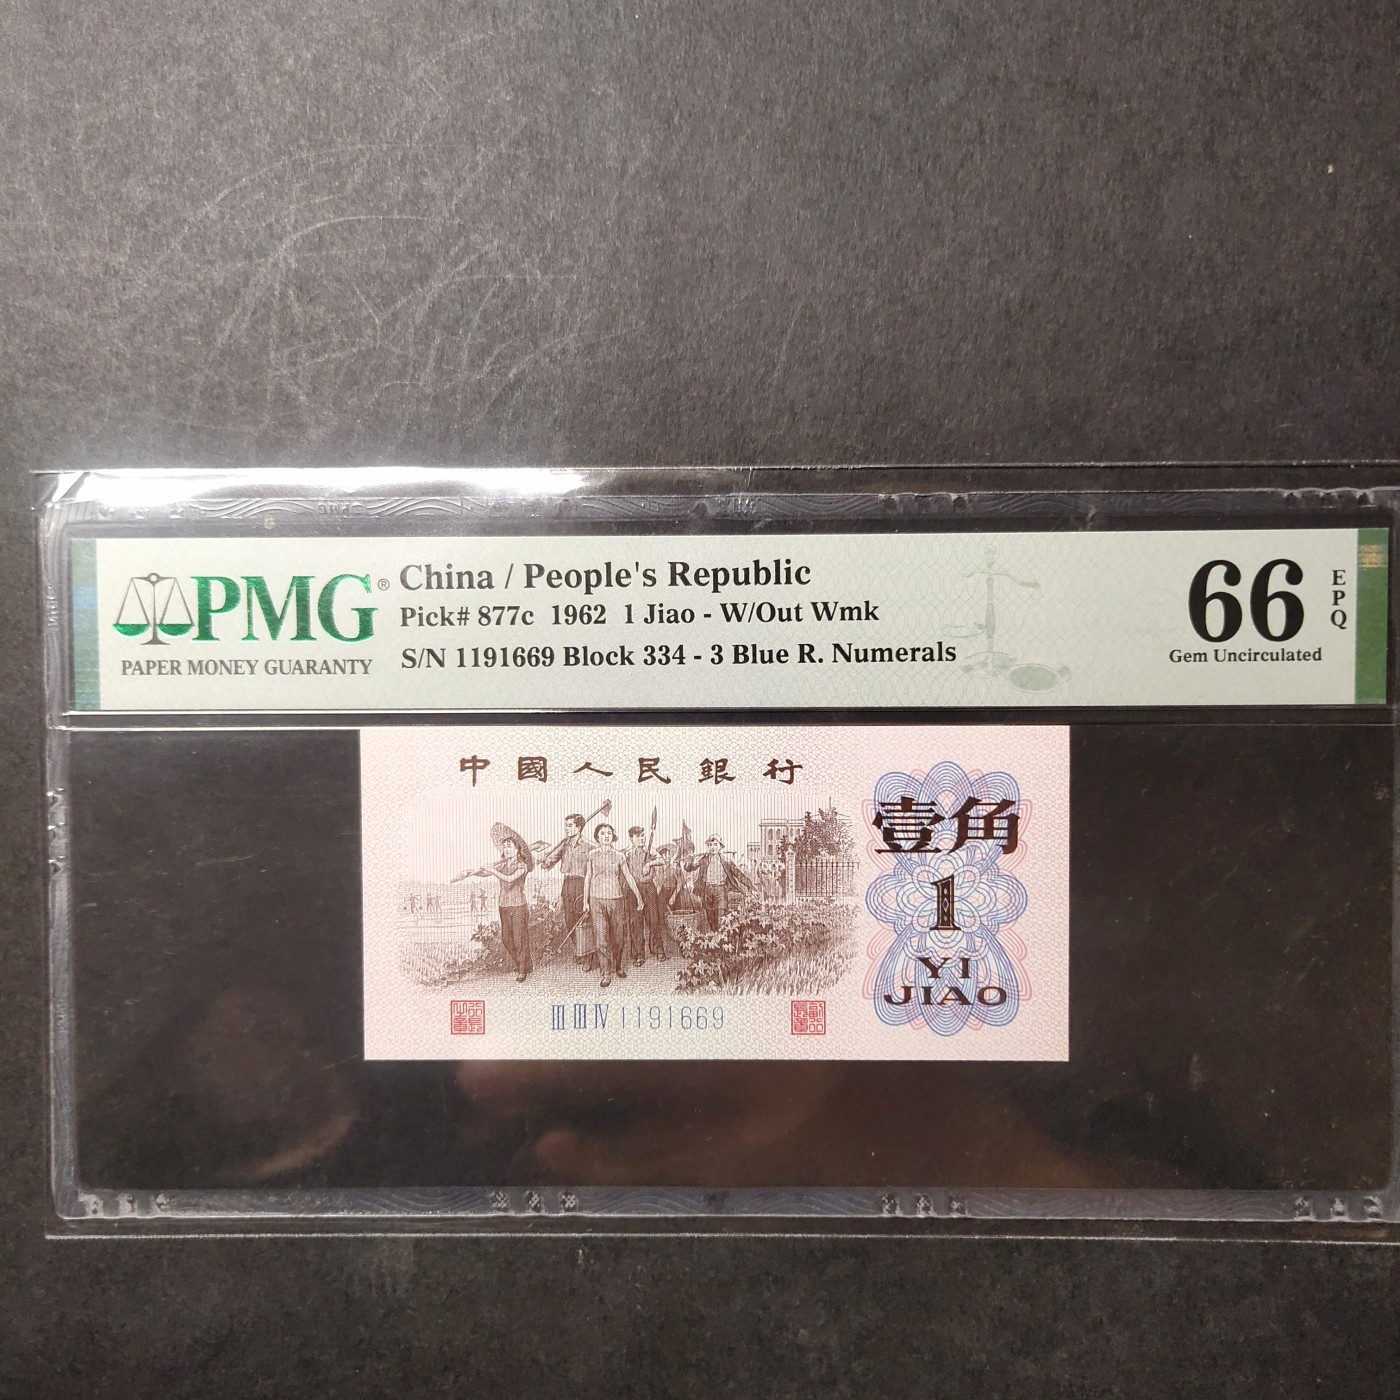 PMG®
PAPER MONEY GUARANTY
China / People's Republic
Pick# 877c 1962 1 Jiao - W/Out Wmk
S/N 1191669 Block 334 - 3 Blue R. Numerals
66
EPQ
Gem Uncirculated
中國人民銀行
壹角
1
YI
JIAO
III III IV 1191669